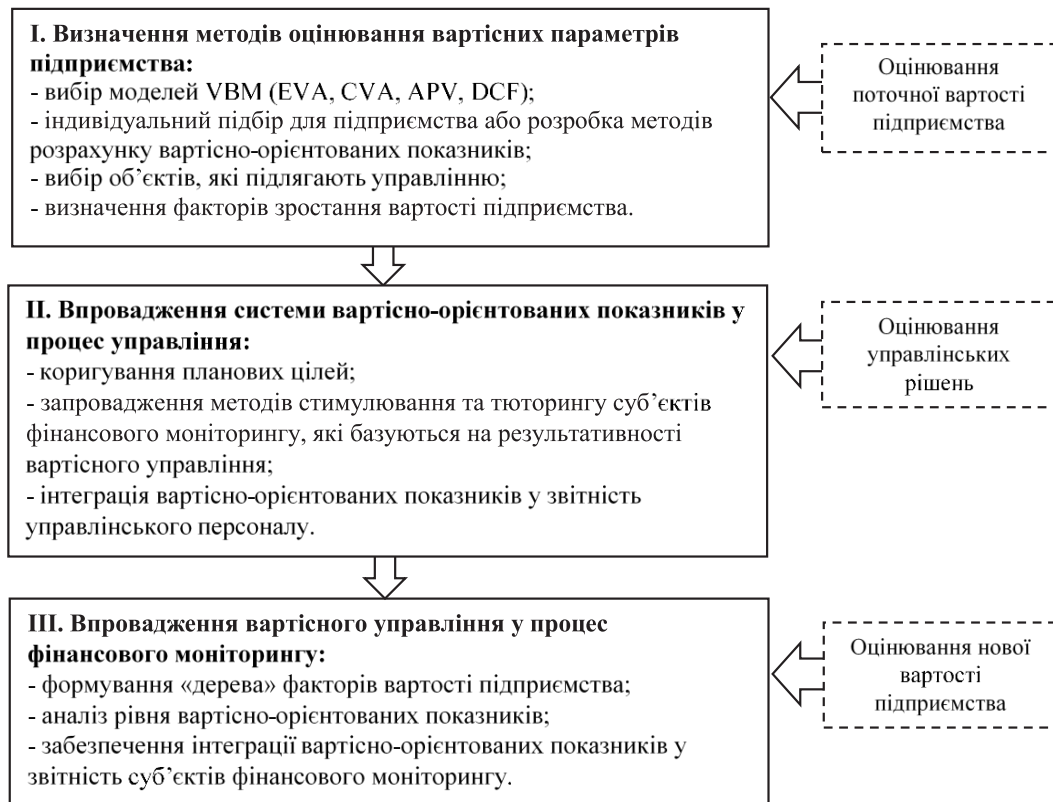 I. Визначення методів оцінювання вартісних параметрів
підприємства:
- вибір моделей VBM (EVA, CVA, APV, DCF);
- індивідуальний підбір для підприємства або розробка методів
розрахунку вартісно-орієнтованих показників;
- вибір об’єктів, які підлягають управлінню;
- визначення факторів зростання вартості підприємства.
Оцінювання
поточної вартості
підприємства
II. Впровадження системи вартісно-орієнтованих показників у
процес управління:
- коригування планових цілей;
- запровадження методів стимулювання та тюторингу суб’єктів
фінансового моніторингу, які базуються на результативності
вартісного управління;
- інтеграція вартісно-орієнтованих показників у звітність
управлінського персоналу.
Оцінювання
управлінських
рішень
III. Впровадження вартісного управління у процес
фінансового моніторингу:
- формування «дерева» факторів вартості підприємства;
- аналіз рівня вартісно-орієнтованих показників;
- забезпечення інтеграції вартісно-орієнтованих показників у
звітність суб’єктів фінансового моніторингу.
Оцінювання нової
вартості
підприємства